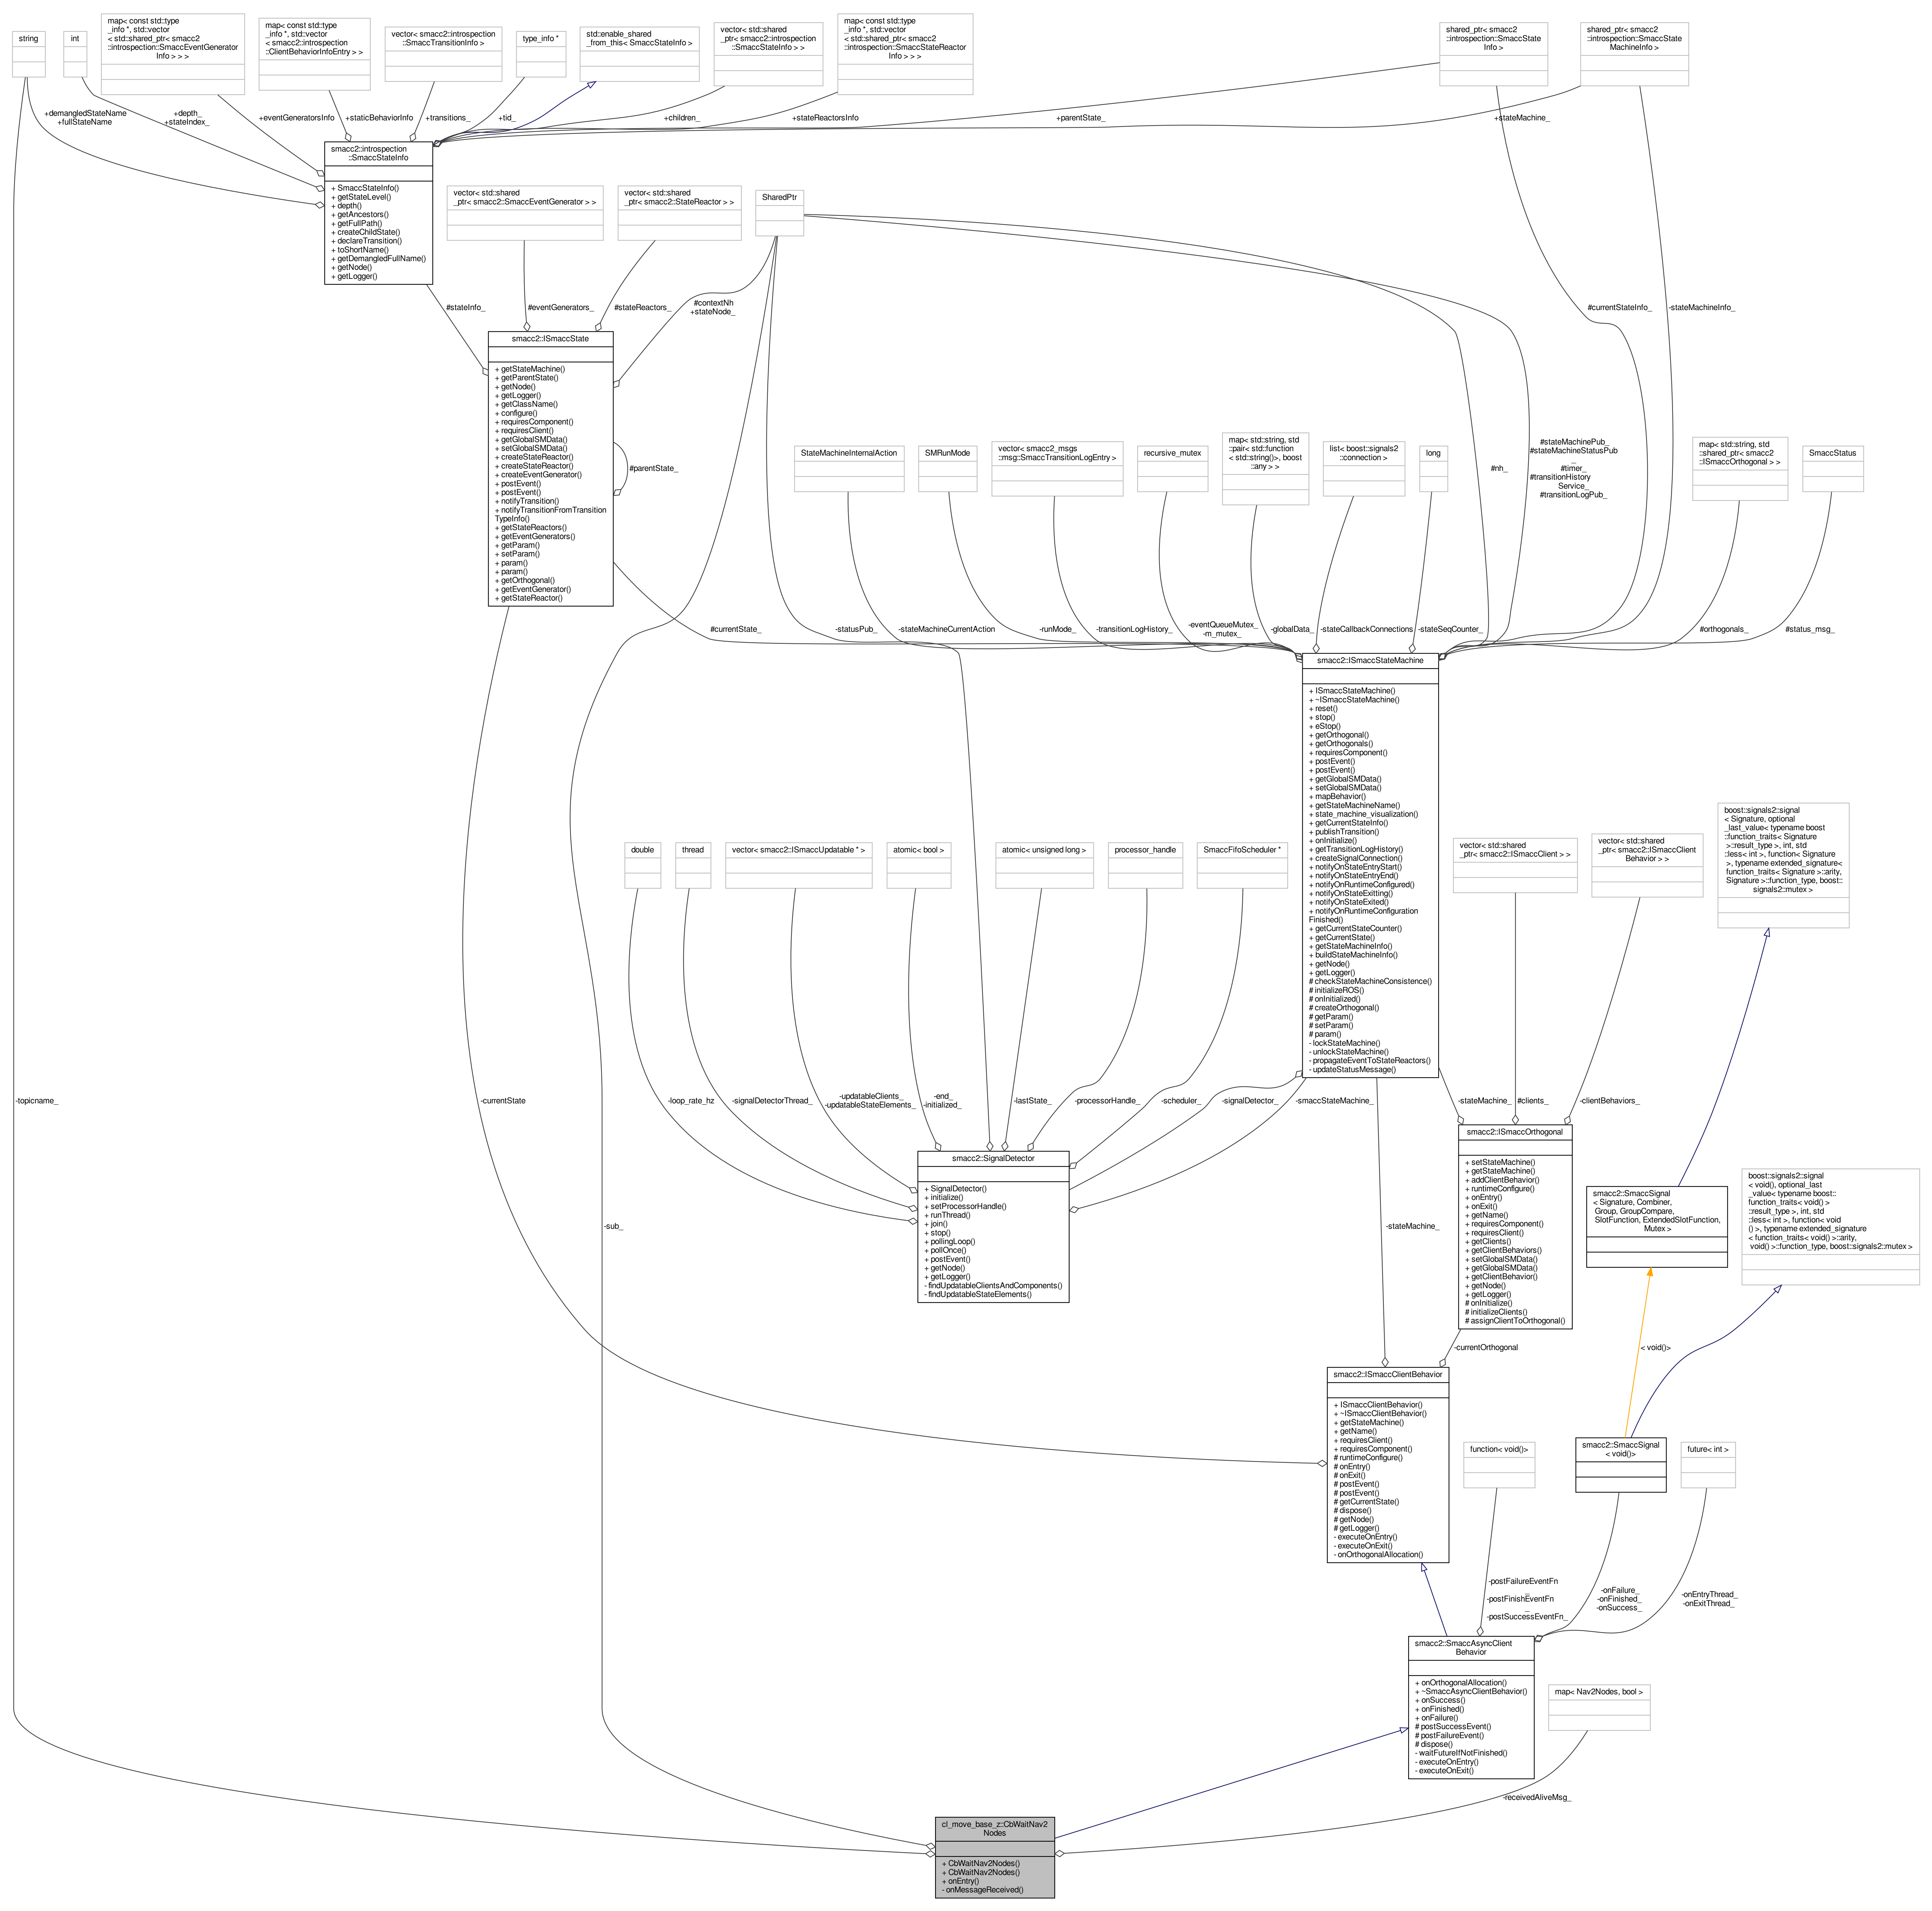 string
int
map< const std::type
_info *, std::vector
< std::shared_ptr< smacc2
::introspection::SmaccEventGenerator
Info > > >
map< const std::type
_info *, std::vector
< smacc2::introspection
::ClientBehaviorInfoEntry > >
vector< smacc2::introspection
::SmaccTransitionInfo >
type_info *
std::enable_shared
_from_this< SmaccStateInfo >
vector< std::shared
_ptr< smacc2::introspection
::SmaccStateInfo > >
map< const std::type
_info *, std::vector
< std::shared_ptr< smacc2
::introspection::SmaccStateReactor
Info > > >
shared_ptr< smacc2
::introspection::SmaccState
Info >
shared_ptr< smacc2
::introspection::SmaccState
MachineInfo >
+demangledStateName
+fullStateName
+depth_
+stateIndex_
+eventGeneratorsInfo
+staticBehaviorInfo
+transitions_
+tid_
+children_
+stateReactorsInfo
+parentState_
+stateMachine_
smacc2::introspection
::SmaccStateInfo
+ SmaccStateInfo()
+ getStateLevel()
+ depth()
+ getAncestors()
+ getFullPath()
+ createChildState()
+ declareTransition()
+ toShortName()
+ getDemangledFullName()
+ getNode()
+ getLogger()
vector< std::shared
_ptr< smacc2::SmaccEventGenerator > >
vector< std::shared
_ptr< smacc2::StateReactor > >
SharedPtr
#stateInfo_
#eventGenerators_
#stateReactors_
#contextNh
+stateNode_
#currentStateInfo_
-stateMachineInfo_
smacc2::ISmaccState
+ getStateMachine()
+ getParentState()
+ getNode()
+ getLogger()
+ getClassName()
+ configure()
+ requiresComponent()
+ requiresClient()
+ getGlobalSMData()
+ setGlobalSMData()
+ createStateReactor()
+ createStateReactor()
+ createEventGenerator()
+ postEvent()
+ postEvent()
+ notifyTransition()
+ notifyTransitionFromTransition
TypeInfo()
+ getStateReactors()
+ getEventGenerators()
+ getParam()
+ setParam()
+ param()
+ param()
+ getOrthogonal()
+ getEventGenerator()
+ getStateReactor()
#parentState_
StateMachineInternalAction
SMRunMode
vector< smacc2_msgs
::msg::SmaccTransitionLogEntry >
recursive_mutex
map< std::string, std
::pair< std::function
< std::string()>, boost
::any > >
list< boost::signals2
::connection >
long
#nh_
#stateMachinePub_
#stateMachineStatusPub
_
#timer_
#transitionHistory
Service_
#transitionLogPub_
map< std::string, std
::shared_ptr< smacc2
::ISmaccOrthogonal > >
SmaccStatus
#currentState_
-statusPub_
-stateMachineCurrentAction
-runMode_
-transitionLogHistory_
-eventQueueMutex_
-m_mutex_
-globalData_
-stateCallbackConnections
-stateSeqCounter_
#orthogonals_
#status_msg_
smacc2::ISmaccStateMachine
+ ISmaccStateMachine()
+ ~ISmaccStateMachine()
+ reset()
+ stop()
+ eStop()
+ getOrthogonal()
+ getOrthogonals()
+ requiresComponent()
+ postEvent()
+ postEvent()
+ getGlobalSMData()
+ setGlobalSMData()
+ mapBehavior()
+ getStateMachineName()
+ state_machine_visualization()
+ getCurrentStateInfo()
+ publishTransition()
+ onInitialize()
+ getTransitionLogHistory()
+ createSignalConnection()
+ notifyOnStateEntryStart()
+ notifyOnStateEntryEnd()
+ notifyOnRuntimeConfigured()
+ notifyOnStateExitting()
+ notifyOnStateExited()
+ notifyOnRuntimeConfiguration
Finished()
+ getCurrentStateCounter()
+ getCurrentState()
+ getStateMachineInfo()
+ buildStateMachineInfo()
+ getNode()
+ getLogger()
# checkStateMachineConsistence()
# initializeROS()
# onInitialized()
# createOrthogonal()
# getParam()
# setParam()
# param()
- lockStateMachine()
- unlockStateMachine()
- propagateEventToStateReactors()
- updateStatusMessage()
double
thread
vector< smacc2::ISmaccUpdatable * >
atomic< bool >
atomic< unsigned long >
processor_handle
SmaccFifoScheduler *
vector< std::shared
_ptr< smacc2::ISmaccClient > >
vector< std::shared
_ptr< smacc2::ISmaccClient
Behavior > >
boost::signals2::signal
< Signature, optional
_last_value< typename boost
::function_traits< Signature
>::result_type >, int, std
::less< int >, function< Signature
>, typename extended_signature<
function_traits< Signature >::arity,
Signature >::function_type, boost::
signals2::mutex >
-topicname_
-currentState
-loop_rate_hz
-signalDetectorThread_
-updatableClients_
-updatableStateElements_
-end_
-initialized_
-lastState_
-processorHandle_
-scheduler_
-signalDetector_
-smaccStateMachine_
-stateMachine_
#clients_
-clientBehaviors_
smacc2::SignalDetector
+ SignalDetector()
+ initialize()
+ setProcessorHandle()
+ runThread()
+ join()
+ stop()
+ pollingLoop()
+ pollOnce()
+ postEvent()
+ getNode()
+ getLogger()
- findUpdatableClientsAndComponents()
- findUpdatableStateElements()
smacc2::ISmaccOrthogonal
+ setStateMachine()
+ getStateMachine()
+ addClientBehavior()
+ runtimeConfigure()
+ onEntry()
+ onExit()
+ getName()
+ requiresComponent()
+ requiresClient()
+ getClients()
+ getClientBehaviors()
+ setGlobalSMData()
+ getGlobalSMData()
+ getClientBehavior()
+ getNode()
+ getLogger()
# onInitialize()
# initializeClients()
# assignClientToOrthogonal()
smacc2::SmaccSignal
< Signature, Combiner,
Group, GroupCompare,
SlotFunction, ExtendedSlotFunction,
Mutex >
boost::signals2::signal
< void(), optional_last
_value< typename boost::
function_traits< void() >
::result_type >, int, std
::less< int >, function< void
() >, typename extended_signature
< function_traits< void() >::arity,
void() >::function_type, boost::signals2::mutex >
-sub_
-stateMachine_
-currentOrthogonal
< void()>
smacc2::ISmaccClientBehavior
+ ISmaccClientBehavior()
+ ~ISmaccClientBehavior()
+ getStateMachine()
+ getName()
+ requiresClient()
+ requiresComponent()
# runtimeConfigure()
# onEntry()
# onExit()
# postEvent()
# postEvent()
# getCurrentState()
# dispose()
# getNode()
# getLogger()
- executeOnEntry()
- executeOnExit()
- onOrthogonalAllocation()
function< void()>
smacc2::SmaccSignal
< void()>
future< int >
-postFailureEventFn
_
-postFinishEventFn
_
-postSuccessEventFn_
-onFailure_
-onFinished_
-onSuccess_
-onEntryThread_
-onExitThread_
smacc2::SmaccAsyncClient
Behavior
+ onOrthogonalAllocation()
+ ~SmaccAsyncClientBehavior()
+ onSuccess()
+ onFinished()
+ onFailure()
# postSuccessEvent()
# postFailureEvent()
# dispose()
- waitFutureIfNotFinished()
- executeOnEntry()
- executeOnExit()
map< Nav2Nodes, bool >
-receivedAliveMsg_
cl_move_base_z::CbWaitNav2
Nodes
+ CbWaitNav2Nodes()
+ CbWaitNav2Nodes()
+ onEntry()
- onMessageReceived()